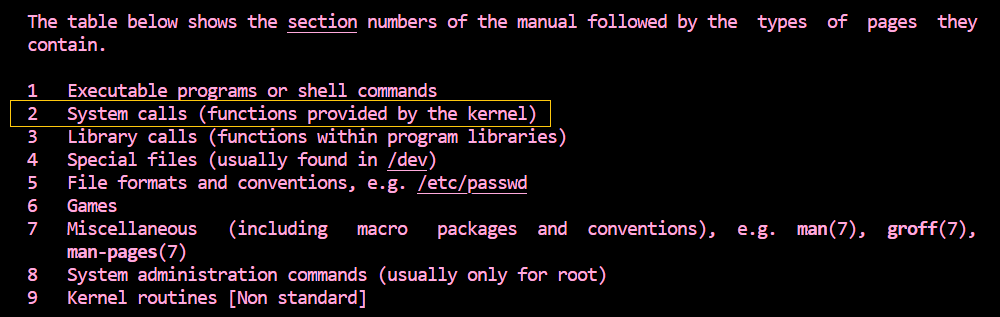 The table below shows the section numbers of the manual followed by the types of pages they
contain.
1 Executable programs or shell commands
2 System calls (functions provided by the kernel)
3 Library calls (functions within program libraries)
4 Special files (usually found in /dev)
5 File formats and conventions, e.g. /etc/passwd
6 Games
7 Miscellaneous (including macro packages and conventions), e.g. man(7), groff(7),
man-pages(7)
8 System administration commands (usually only for root)
9 Kernel routines [Non standard]